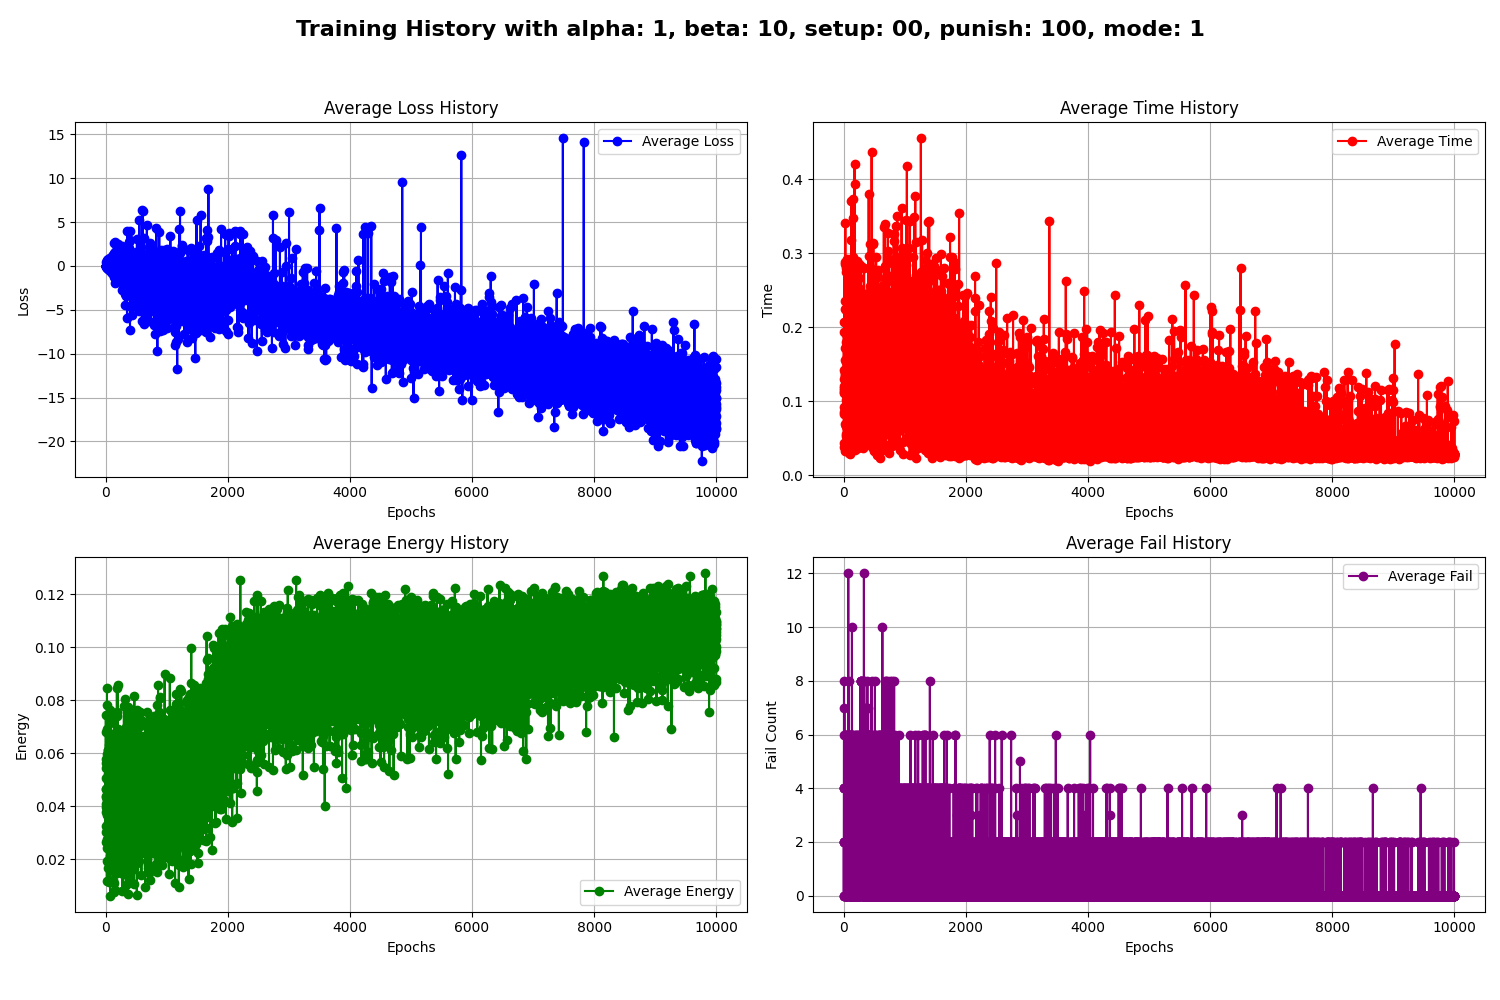 Training History with alpha: 1, beta: 10, setup: 00, punish: 100, mode: 1
Average Loss History
15
10
5
0
−5
−10
−15
−20
Loss
Average Loss
0 2000 4000 6000 8000 10000
Epochs
Average Time History
0.4
0.3
0.2
0.1
0.0
Time
Average Time
0 2000 4000 6000 8000 10000
Epochs
Average Energy History
0.12
0.10
0.08
0.06
0.04
0.02
Energy
Average Energy
0 2000 4000 6000 8000 10000
Epochs
Average Fail History
12
10
8
6
4
2
0
Fail Count
Average Fail
0 2000 4000 6000 8000 10000
Epochs